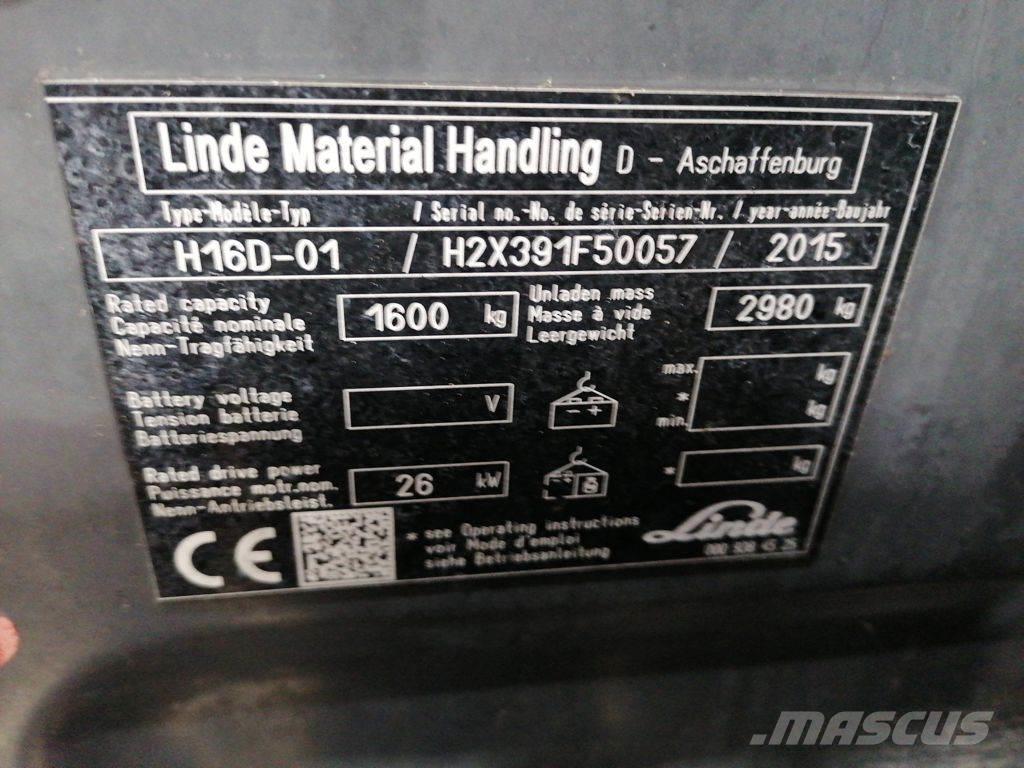 Linde Material Handling D - Aschaffenburg
Type-Modèle-Typ / Serial no.-No. de série-Serien-Nr. / year-année-Baujahr
H16D-01 / H2X391F50057 / 2015
Rated capacity
Capacité nominale
Nenn-Tragfähigkeit
1600 kg
Unladen mass
Masse à vide
Leergewicht
2980 kg
Battery voltage
Tension batterie
Batteriespannung
V
- +
max. kg
*
min. kg
Rated drive power
Puissance motr.nom.
Nenn-Antriebsleist.
26 kW
* kg
CE
* see Operating instructions
voir Mode d'emploi
siehe Betriebsanleitung
Linde
.MASCUS